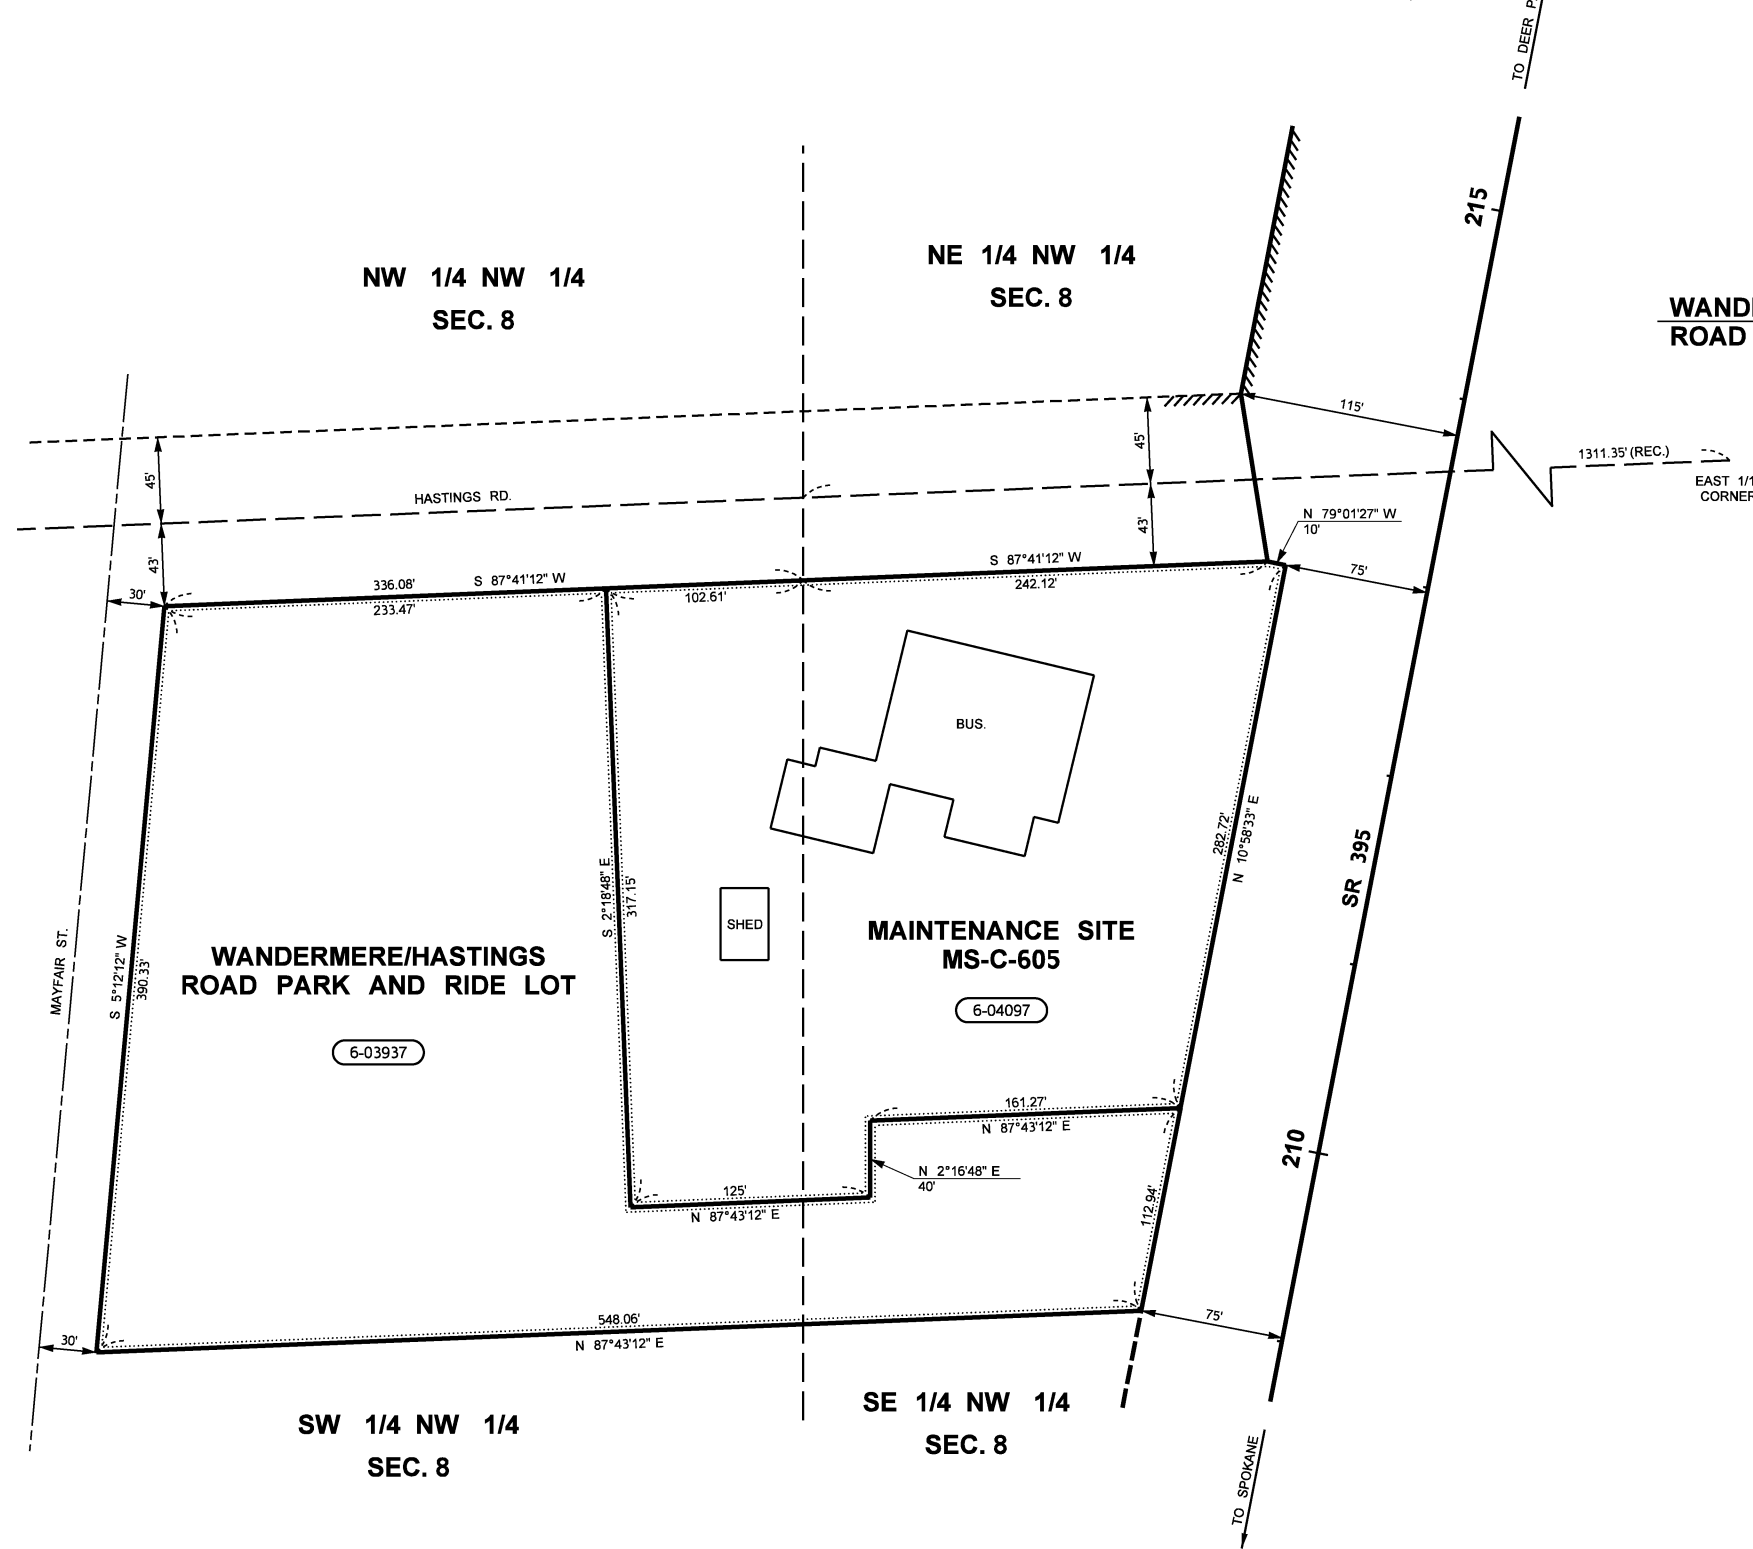 TO DEER P
215
NW 1/4 NW 1/4
SEC. 8
NE 1/4 NW 1/4
SEC. 8
WAND
ROAD
115'
45'
45'
1311.35' (REC.)
EAST 1/1
CORNER
HASTINGS RD.
43'
43'
N 79°01'27" W
10'
S 87°41'12" W
S 87°41'12" W
336.08'
233.47'
102.61'
242.12'
75'
30'
BUS.
282.72'
N 10°58'33" E
SR 395
S 2°18'48" E
317.15'
SHED
MAINTENANCE SITE
MS-C-605
6-04097
MAYFAIR ST.
S 5°12'12" W
390.33'
WANDERMERE/HASTINGS
ROAD PARK AND RIDE LOT
6-03937
161.27'
N 87°43'12" E
210
N 2°16'48" E
40'
125'
N 87°43'12" E
112.94'
548.06'
N 87°43'12" E
75'
30'
SW 1/4 NW 1/4
SEC. 8
SE 1/4 NW 1/4
SEC. 8
TO SPOKANE